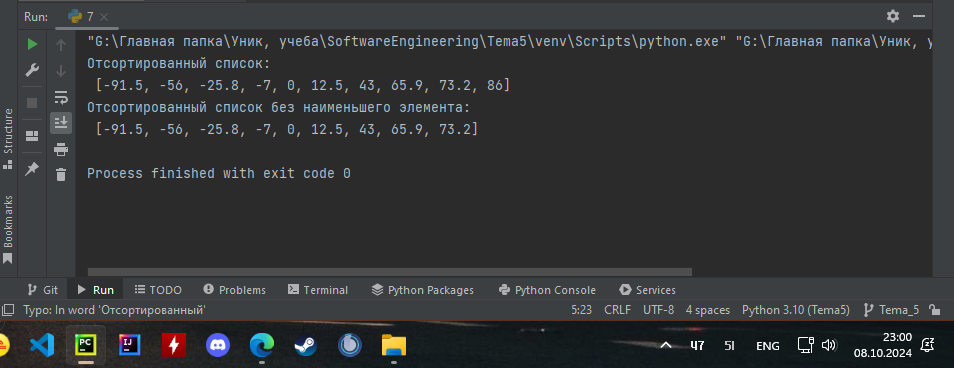 Run:
7
"G:\Главная папка\Уник, учеба\SoftwareEngineering\Tema5\venv\Scripts\python.exe" "G:\Главная папка\Уник, у
Отсортированный список:
[-91.5, -56, -25.8, -7, 0, 12.5, 43, 65.9, 73.2, 86]
Отсортированный список без наименьшего элемента:
[-91.5, -56, -25.8, -7, 0, 12.5, 43, 65.9, 73.2]
Process finished with exit code 0
Structure
Bookmarks
Git Run TODO Problems Terminal Python Packages Python Console Services
Typo: In word 'Отсортированный' 5:23 CRLF UTF-8 4 spaces Python 3.10 (Tema5) Tema_5
PC IJ 47 51 ENG 23:00
08.10.2024